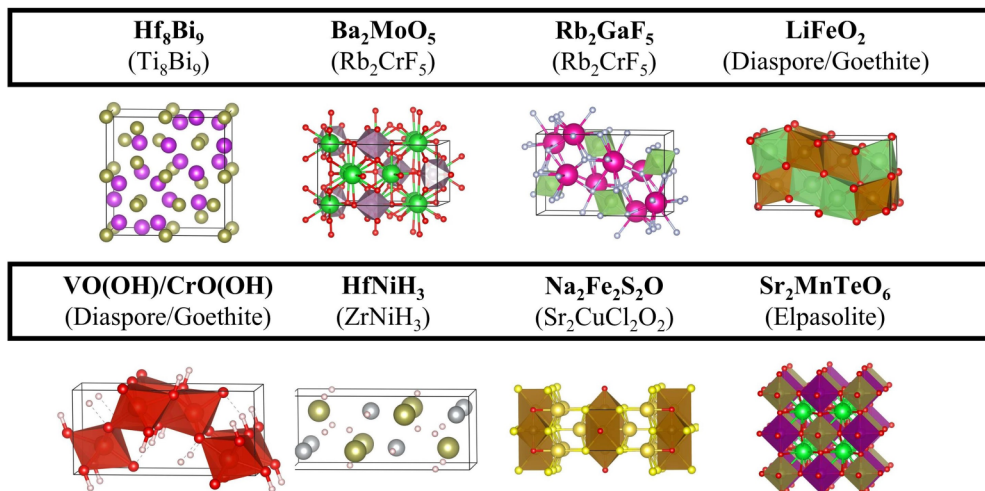 Hf₈Bi₉ Ba₂MoO₅ Rb₂GaF₅ LiFeO₂
(Ti₈Bi₉) (Rb₂CrF₅) (Rb₂CrF₅) (Diaspore/Goethite)
VO(OH)/CrO(OH) HfNiH₃ Na₂Fe₂S₂O Sr₂MnTeO₆
(Diaspore/Goethite) (ZrNiH₃) (Sr₂CuCl₂O₂) (Elpasolite)